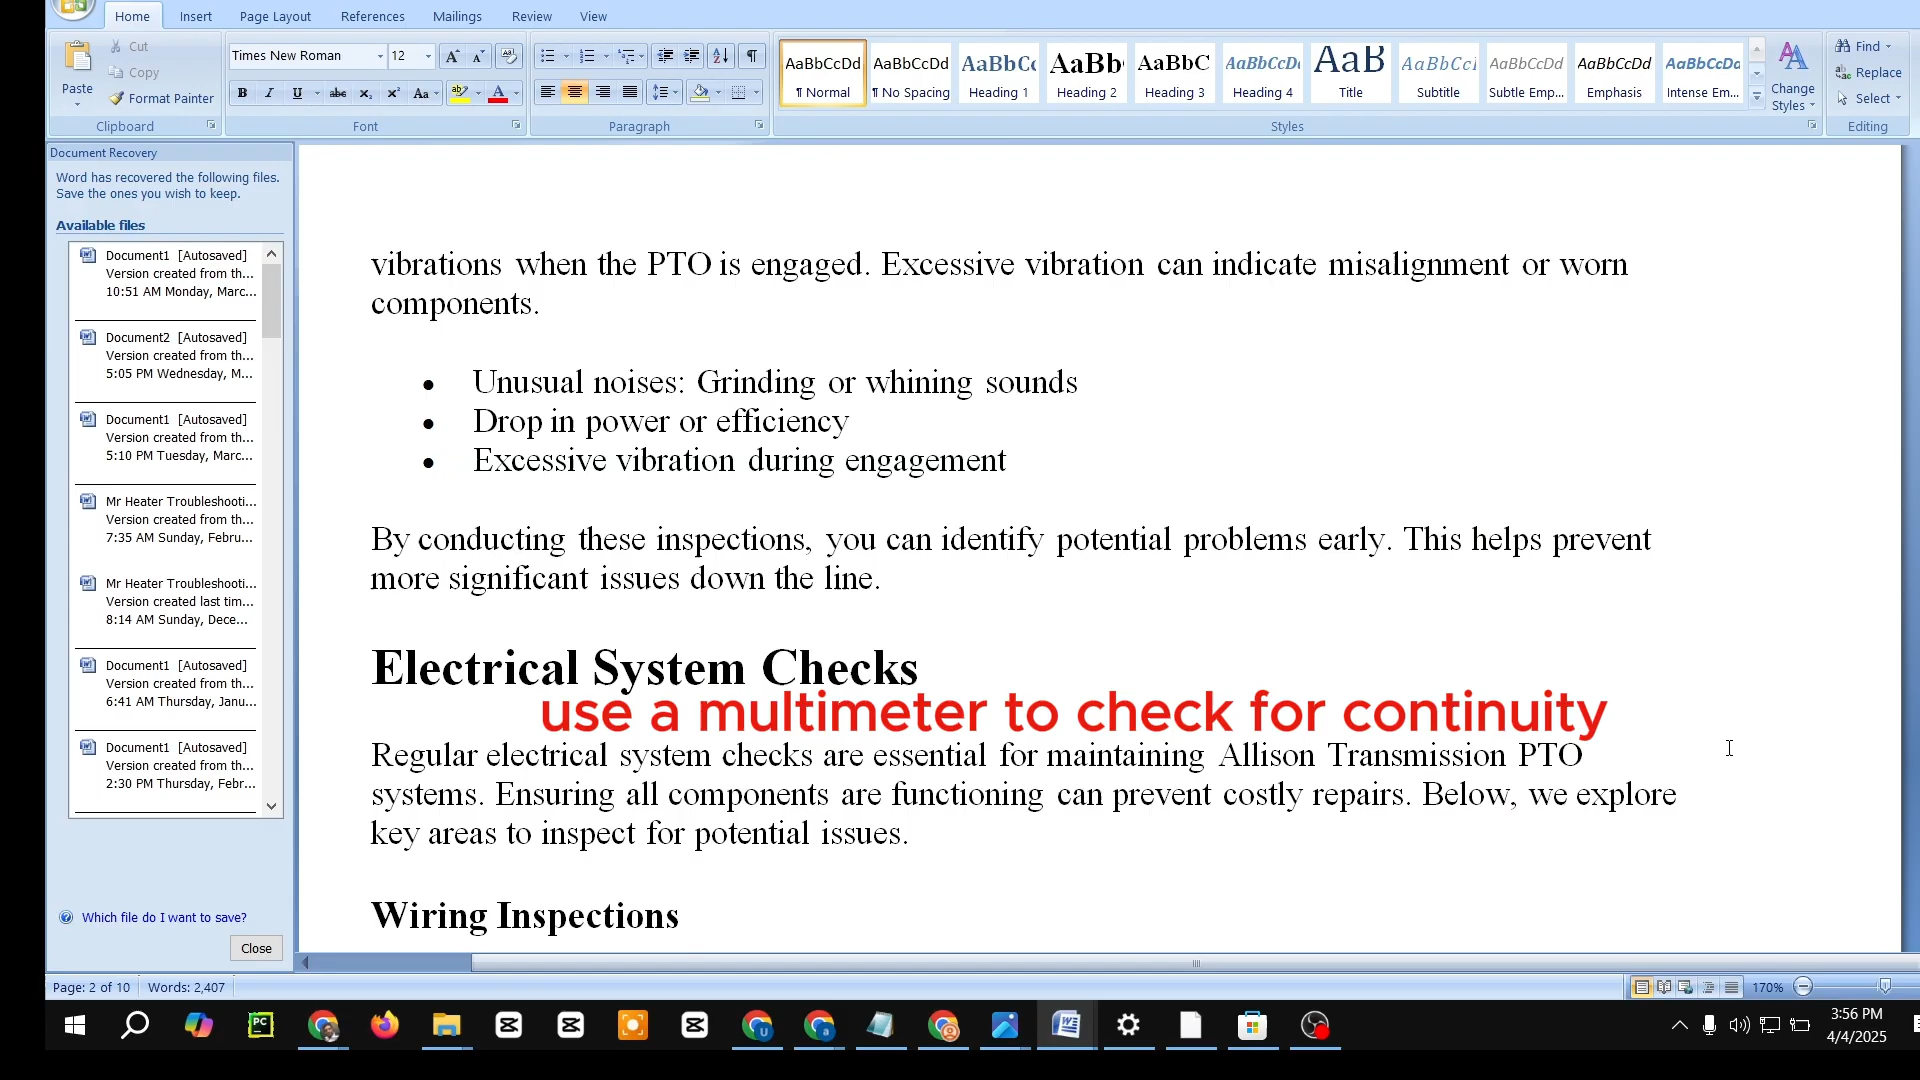 Home Insert Page Layout References Mailings Review View
Paste
Cut
Copy
Format Painter
Clipboard
Times New Roman 12
Font
Paragraph
AaBbCcDd AaBbCcDd AaBbCc AaBbC AaBbC AaBbCcDc AaB AaBbCcL AaBbCcDd AaBbCcDd AaBbCcDc
¶ Normal ¶ No Spacing Heading 1 Heading 2 Heading 3 Heading 4 Title Subtitle Subtle Emp... Emphasis Intense Em...
Change
Styles
Styles
Find
Replace
Select
Editing
Document Recovery
Word has recovered the following files.
Save the ones you wish to keep.
Available files
Document1 [Autosaved]
Version created from th...
10:51 AM Monday, Marc...
Document2 [Autosaved]
Version created from th...
5:05 PM Wednesday, M...
Document1 [Autosaved]
Version created from th...
5:10 PM Tuesday, Marc...
Mr Heater Troubleshooti...
Version created from th...
7:35 AM Sunday, Febru...
Mr Heater Troubleshooti...
Version created last tim...
8:14 AM Sunday, Dece...
Document1 [Autosaved]
Version created from th...
6:41 AM Thursday, Janu...
Document1 [Autosaved]
Version created from th...
2:30 PM Thursday, Febr...
Which file do I want to save?
Close
vibrations when the PTO is engaged. Excessive vibration can indicate misalignment or worn
components.
• Unusual noises: Grinding or whining sounds
• Drop in power or efficiency
• Excessive vibration during engagement
By conducting these inspections, you can identify potential problems early. This helps prevent
more significant issues down the line.
Electrical System Checks
use a multimeter to check for continuity
Regular electrical system checks are essential for maintaining Allison Transmission PTO
systems. Ensuring all components are functioning can prevent costly repairs. Below, we explore
key areas to inspect for potential issues.
Wiring Inspections
Page: 2 of 10 Words: 2,407
170%
3:56 PM
4/4/2025